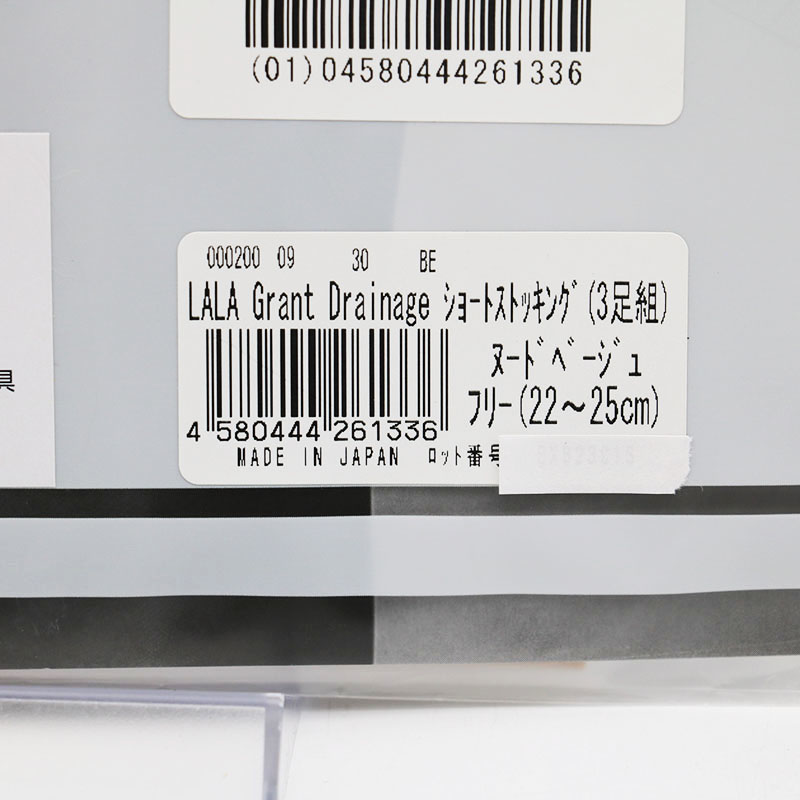 (01)04580444261336
000200 09 30 BE
LALA Grant Drainage ｼｮｰﾄｽﾄｯｷﾝｸﾞ(3足組)
ﾇｰﾄﾞﾍﾞｰｼﾞｭ
フリー(22～25cm)
4 580444 261336
MADE IN JAPAN ﾛｯﾄ番号
具